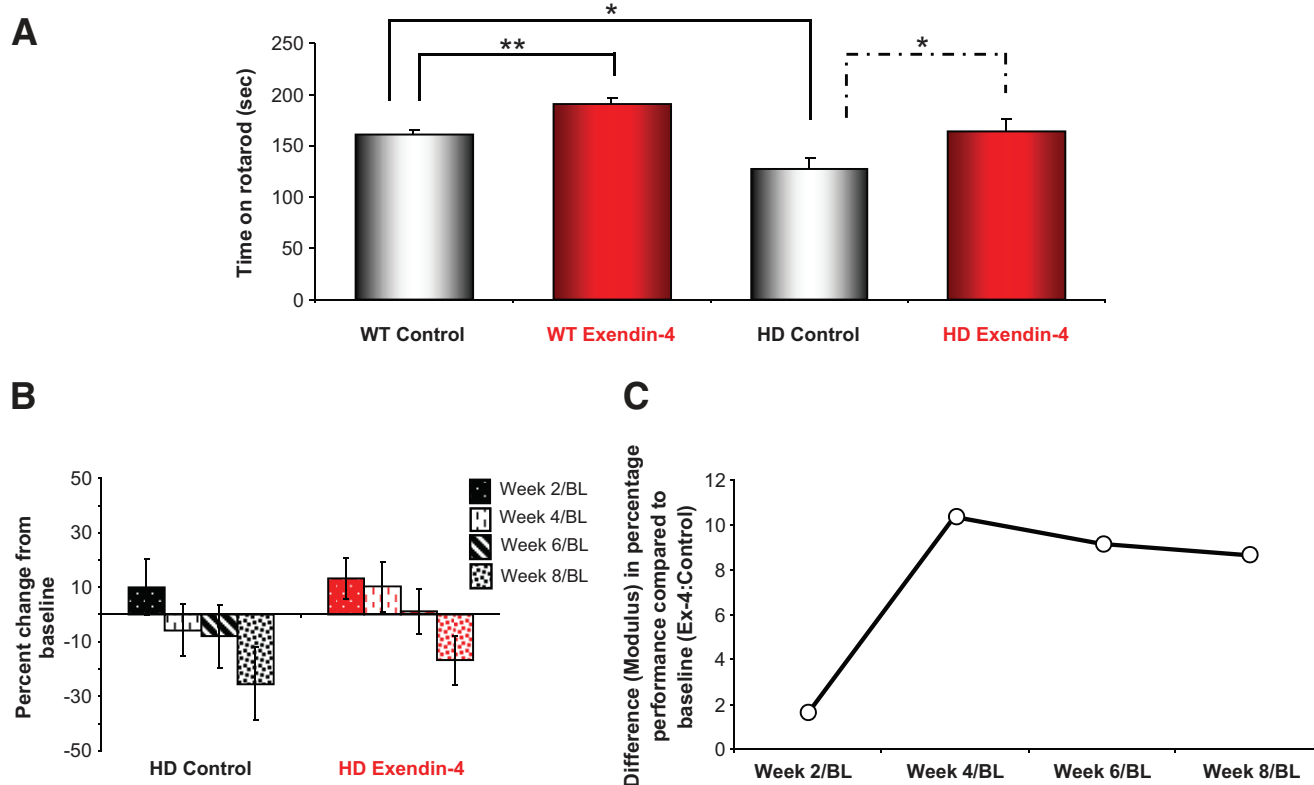 A
*
**
*
Time on rotarod (sec)
250
200
150
100
50
0
WT Control
WT Exendin-4
HD Control
HD Exendin-4
B
Percent change from
baseline
50
30
10
-10
-30
-50
Week 2/BL
Week 4/BL
Week 6/BL
Week 8/BL
HD Control
HD Exendin-4
C
Difference (Modulus) in percentage
performance compared to
baseline (Ex-4:Control)
12
10
8
6
4
2
0
Week 2/BL
Week 4/BL
Week 6/BL
Week 8/BL